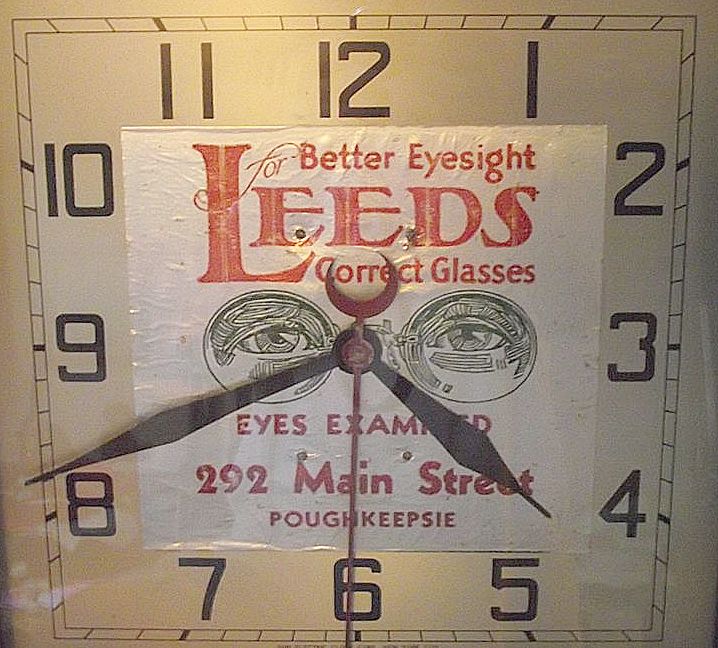 11 12 1
for Better Eyesight
LEEDS
10 2
Correct Glasses
9 3
EYES EXAMINED
292 Main Street
8 4
POUGHKEEPSIE
7 6 5